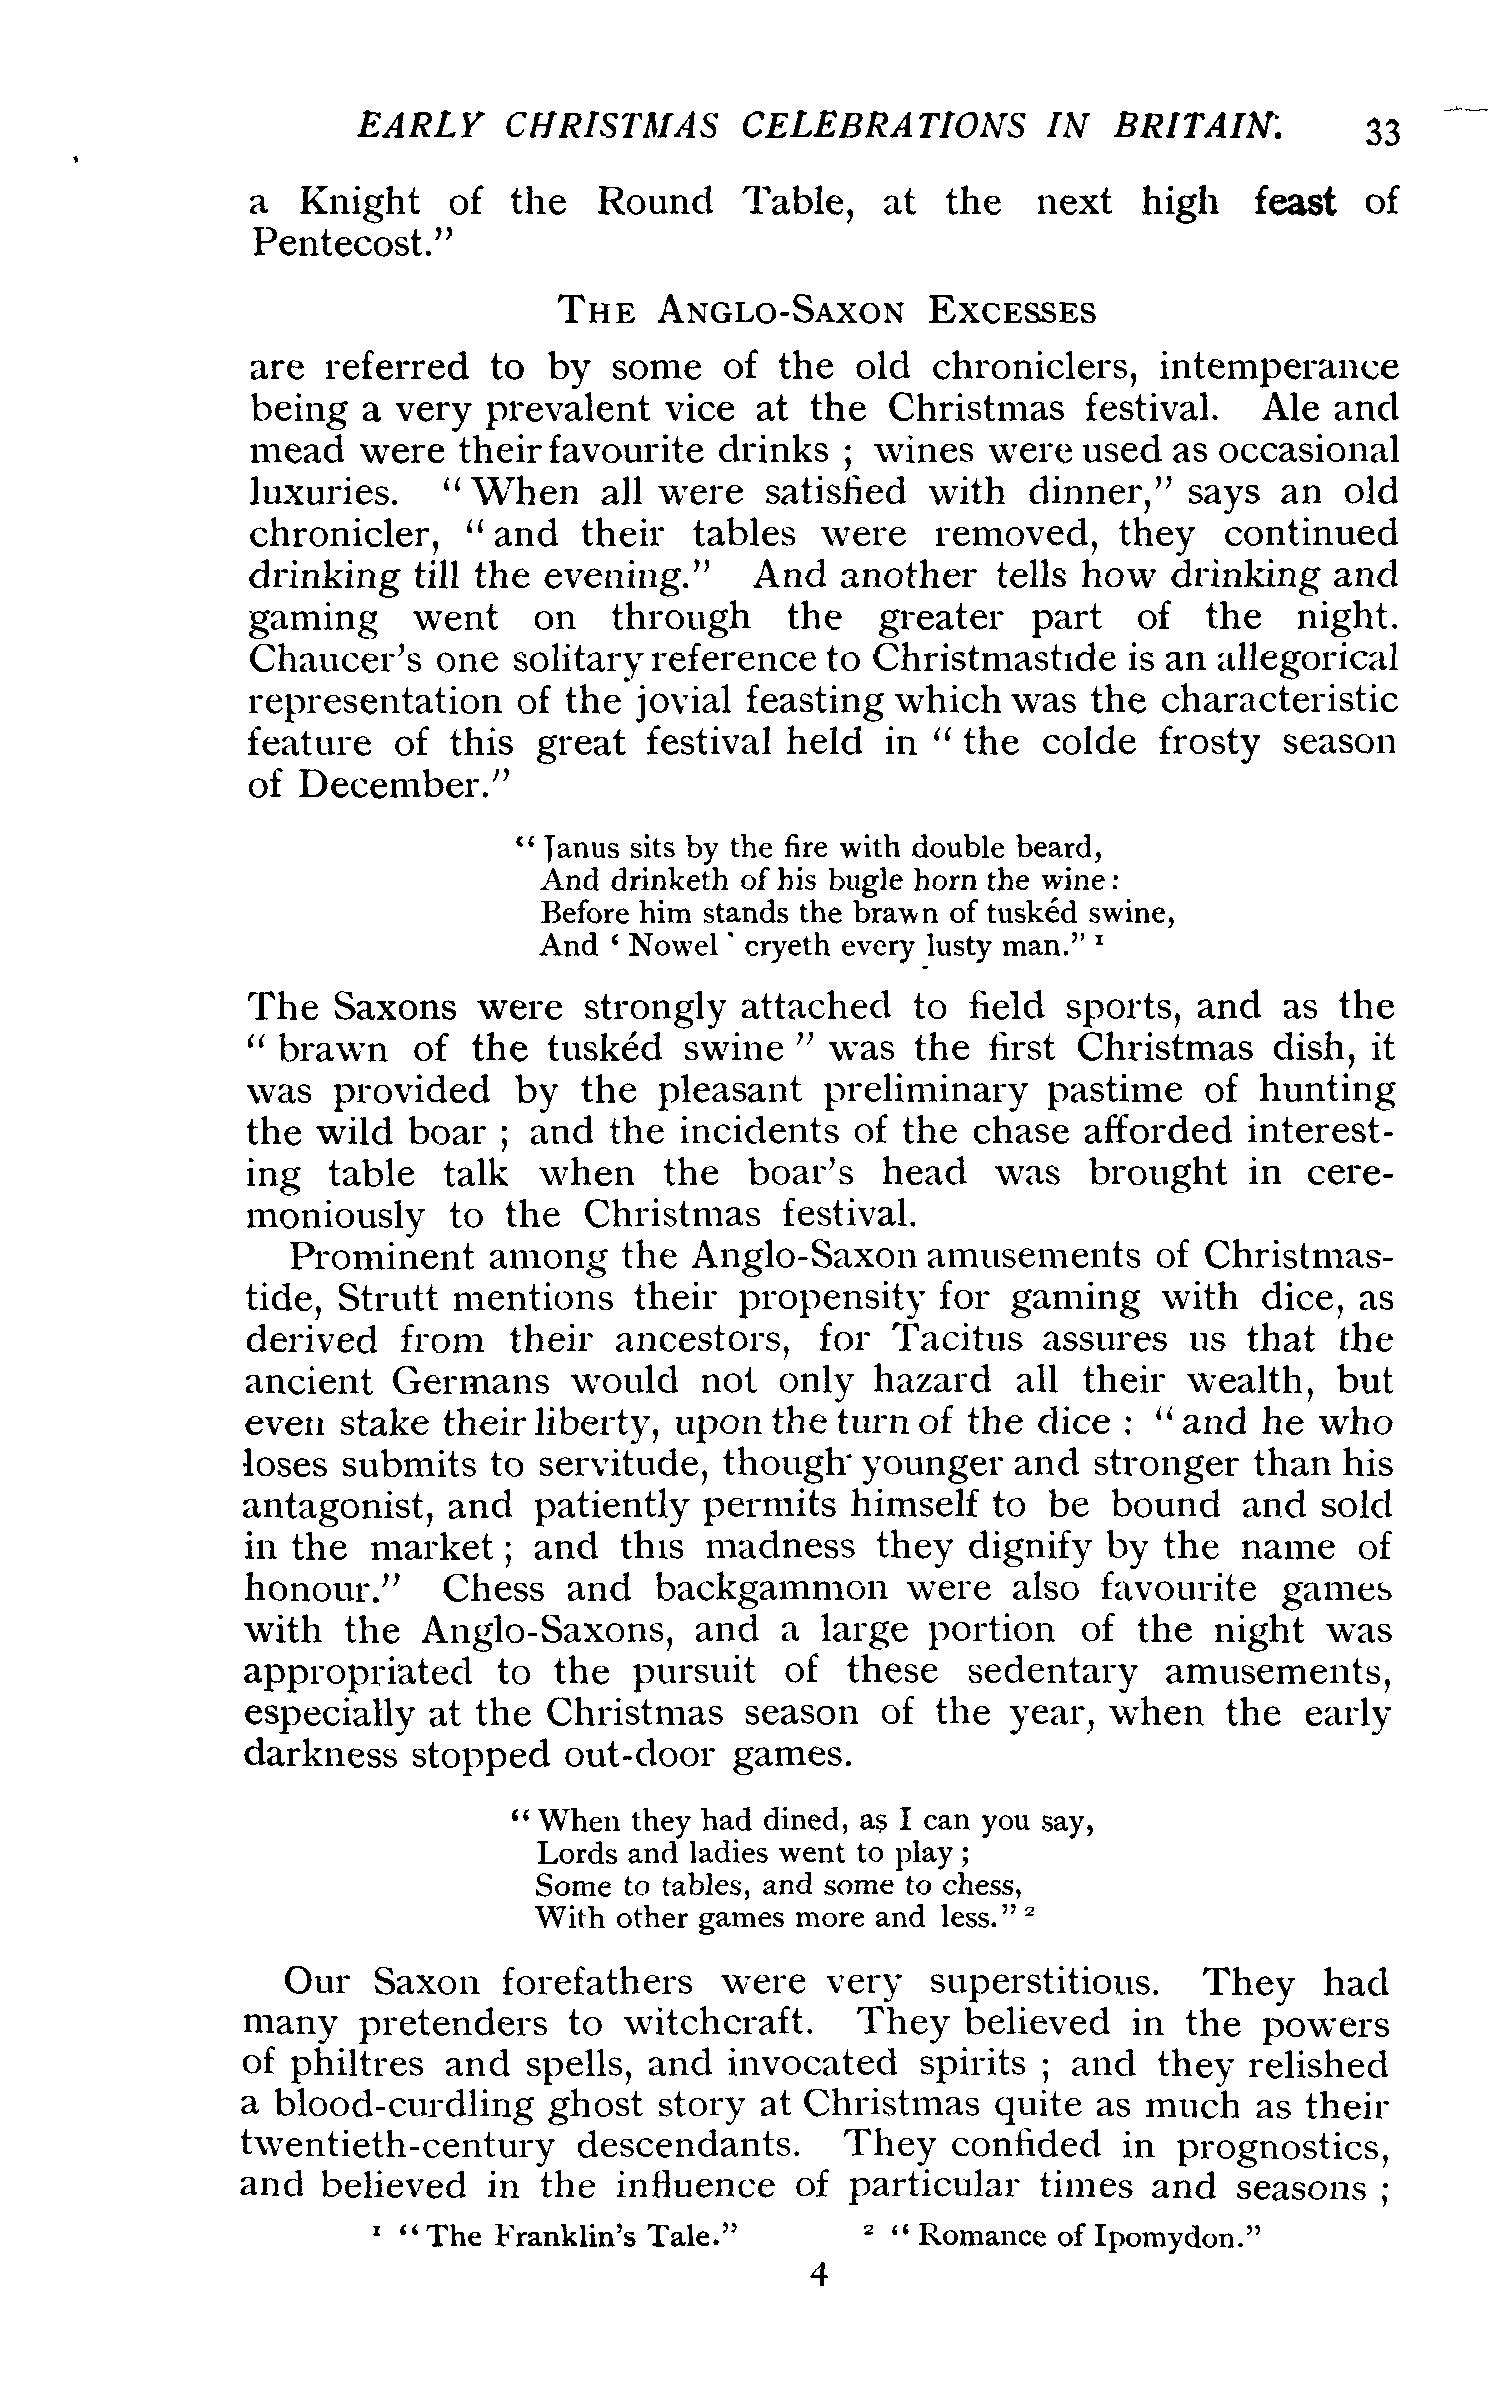 EARLY CHRISTMAS CELEBRATIONS IN BRITAIN. 33
a Knight of the Round Table, at the next high feast of
Pentecost."
THE ANGLO-SAXON EXCESSES
are referred to by some of the old chroniclers, intemperance
being a very prevalent vice at the Christmas festival. Ale and
mead were their favourite drinks ; wines were used as occasional
luxuries. "When all were satisfied with dinner," says an old
chronicler, "and their tables were removed, they continued
drinking till the evening." And another tells how drinking and
gaming went on through the greater part of the night.
Chaucer's one solitary reference to Christmastide is an allegorical
representation of the jovial feasting which was the characteristic
feature of this great festival held in "the colde frosty season
of December."
"Janus sits by the fire with double beard,
And drinketh of his bugle horn the wine:
Before him stands the brawn of tuskéd swine,
And 'Nowel' cryeth every lusty man." ¹
The Saxons were strongly attached to field sports, and as the
"brawn of the tuskéd swine" was the first Christmas dish, it
was provided by the pleasant preliminary pastime of hunting
the wild boar ; and the incidents of the chase afforded interest-
ing table talk when the boar's head was brought in cere-
moniously to the Christmas festival.
Prominent among the Anglo-Saxon amusements of Christmas-
tide, Strutt mentions their propensity for gaming with dice, as
derived from their ancestors, for Tacitus assures us that the
ancient Germans would not only hazard all their wealth, but
even stake their liberty, upon the turn of the dice : "and he who
loses submits to servitude, though younger and stronger than his
antagonist, and patiently permits himself to be bound and sold
in the market ; and this madness they dignify by the name of
honour." Chess and backgammon were also favourite games
with the Anglo-Saxons, and a large portion of the night was
appropriated to the pursuit of these sedentary amusements,
especially at the Christmas season of the year, when the early
darkness stopped out-door games.
"When they had dined, as I can you say,
Lords and ladies went to play ;
Some to tables, and some to chess,
With other games more and less." ²
Our Saxon forefathers were very superstitious. They had
many pretenders to witchcraft. They believed in the powers
of philtres and spells, and invocated spirits ; and they relished
a blood-curdling ghost story at Christmas quite as much as their
twentieth-century descendants. They confided in prognostics,
and believed in the influence of particular times and seasons ;
¹ "The Franklin's Tale." ² "Romance of Ipomydon."
4